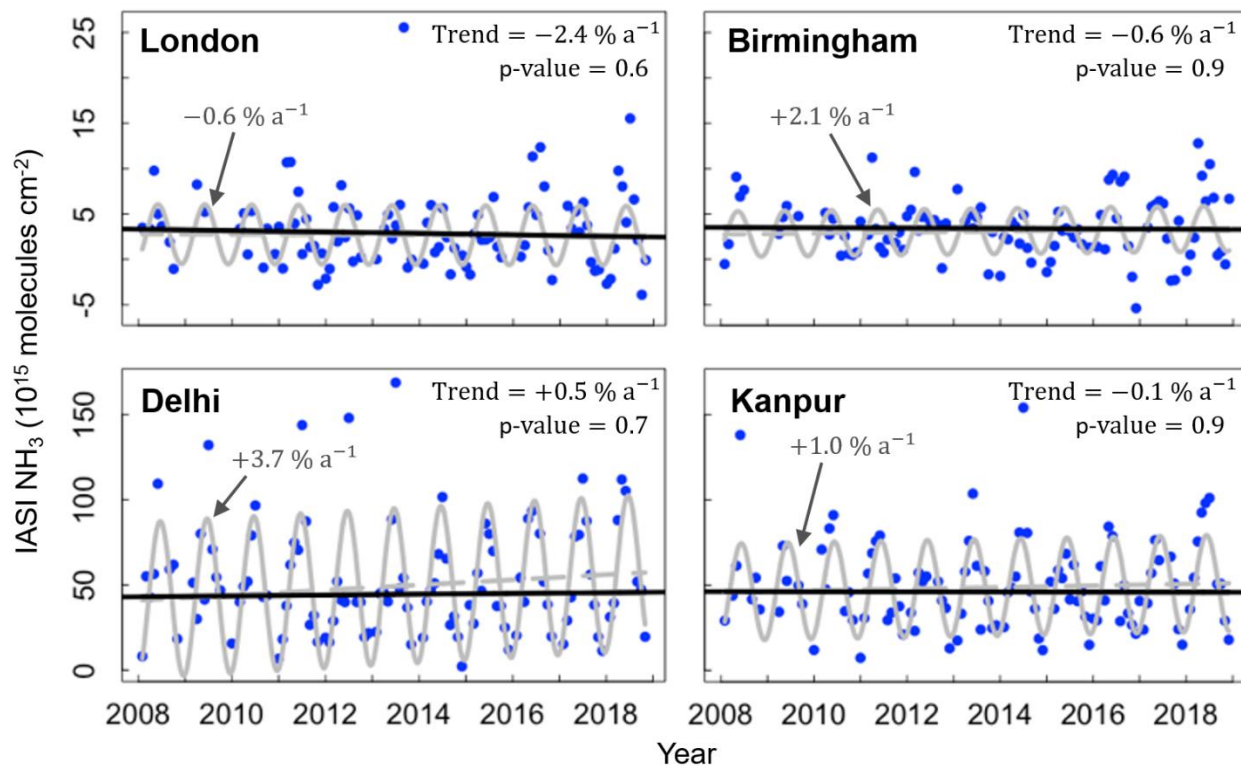 London
Trend = −2.4 % a⁻¹
p-value = 0.6
−0.6 % a⁻¹
Birmingham
Trend = −0.6 % a⁻¹
p-value = 0.9
+2.1 % a⁻¹
25
15
5
-5
Delhi
Trend = +0.5 % a⁻¹
p-value = 0.7
+3.7 % a⁻¹
Kanpur
Trend = −0.1 % a⁻¹
p-value = 0.9
+1.0 % a⁻¹
150
100
50
0
IASI NH₃ (10¹⁵ molecules cm⁻²)
2008 2010 2012 2014 2016 2018
2008 2010 2012 2014 2016 2018
Year